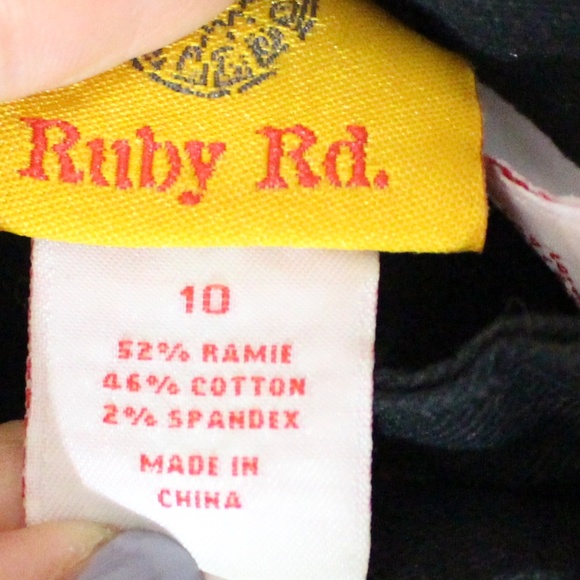 Ruby Rd.
10
52% RAMIE
46% COTTON
2% SPANDEX
MADE IN
CHINA